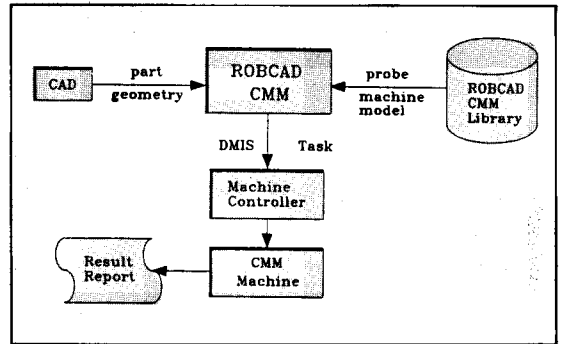 part
CAD
geometry
ROBCAD
CMM
probe
machine
model
ROBCAD
CMM
Library
DMIS Task
Machine
Controller
CMM
Machine
Result
Report